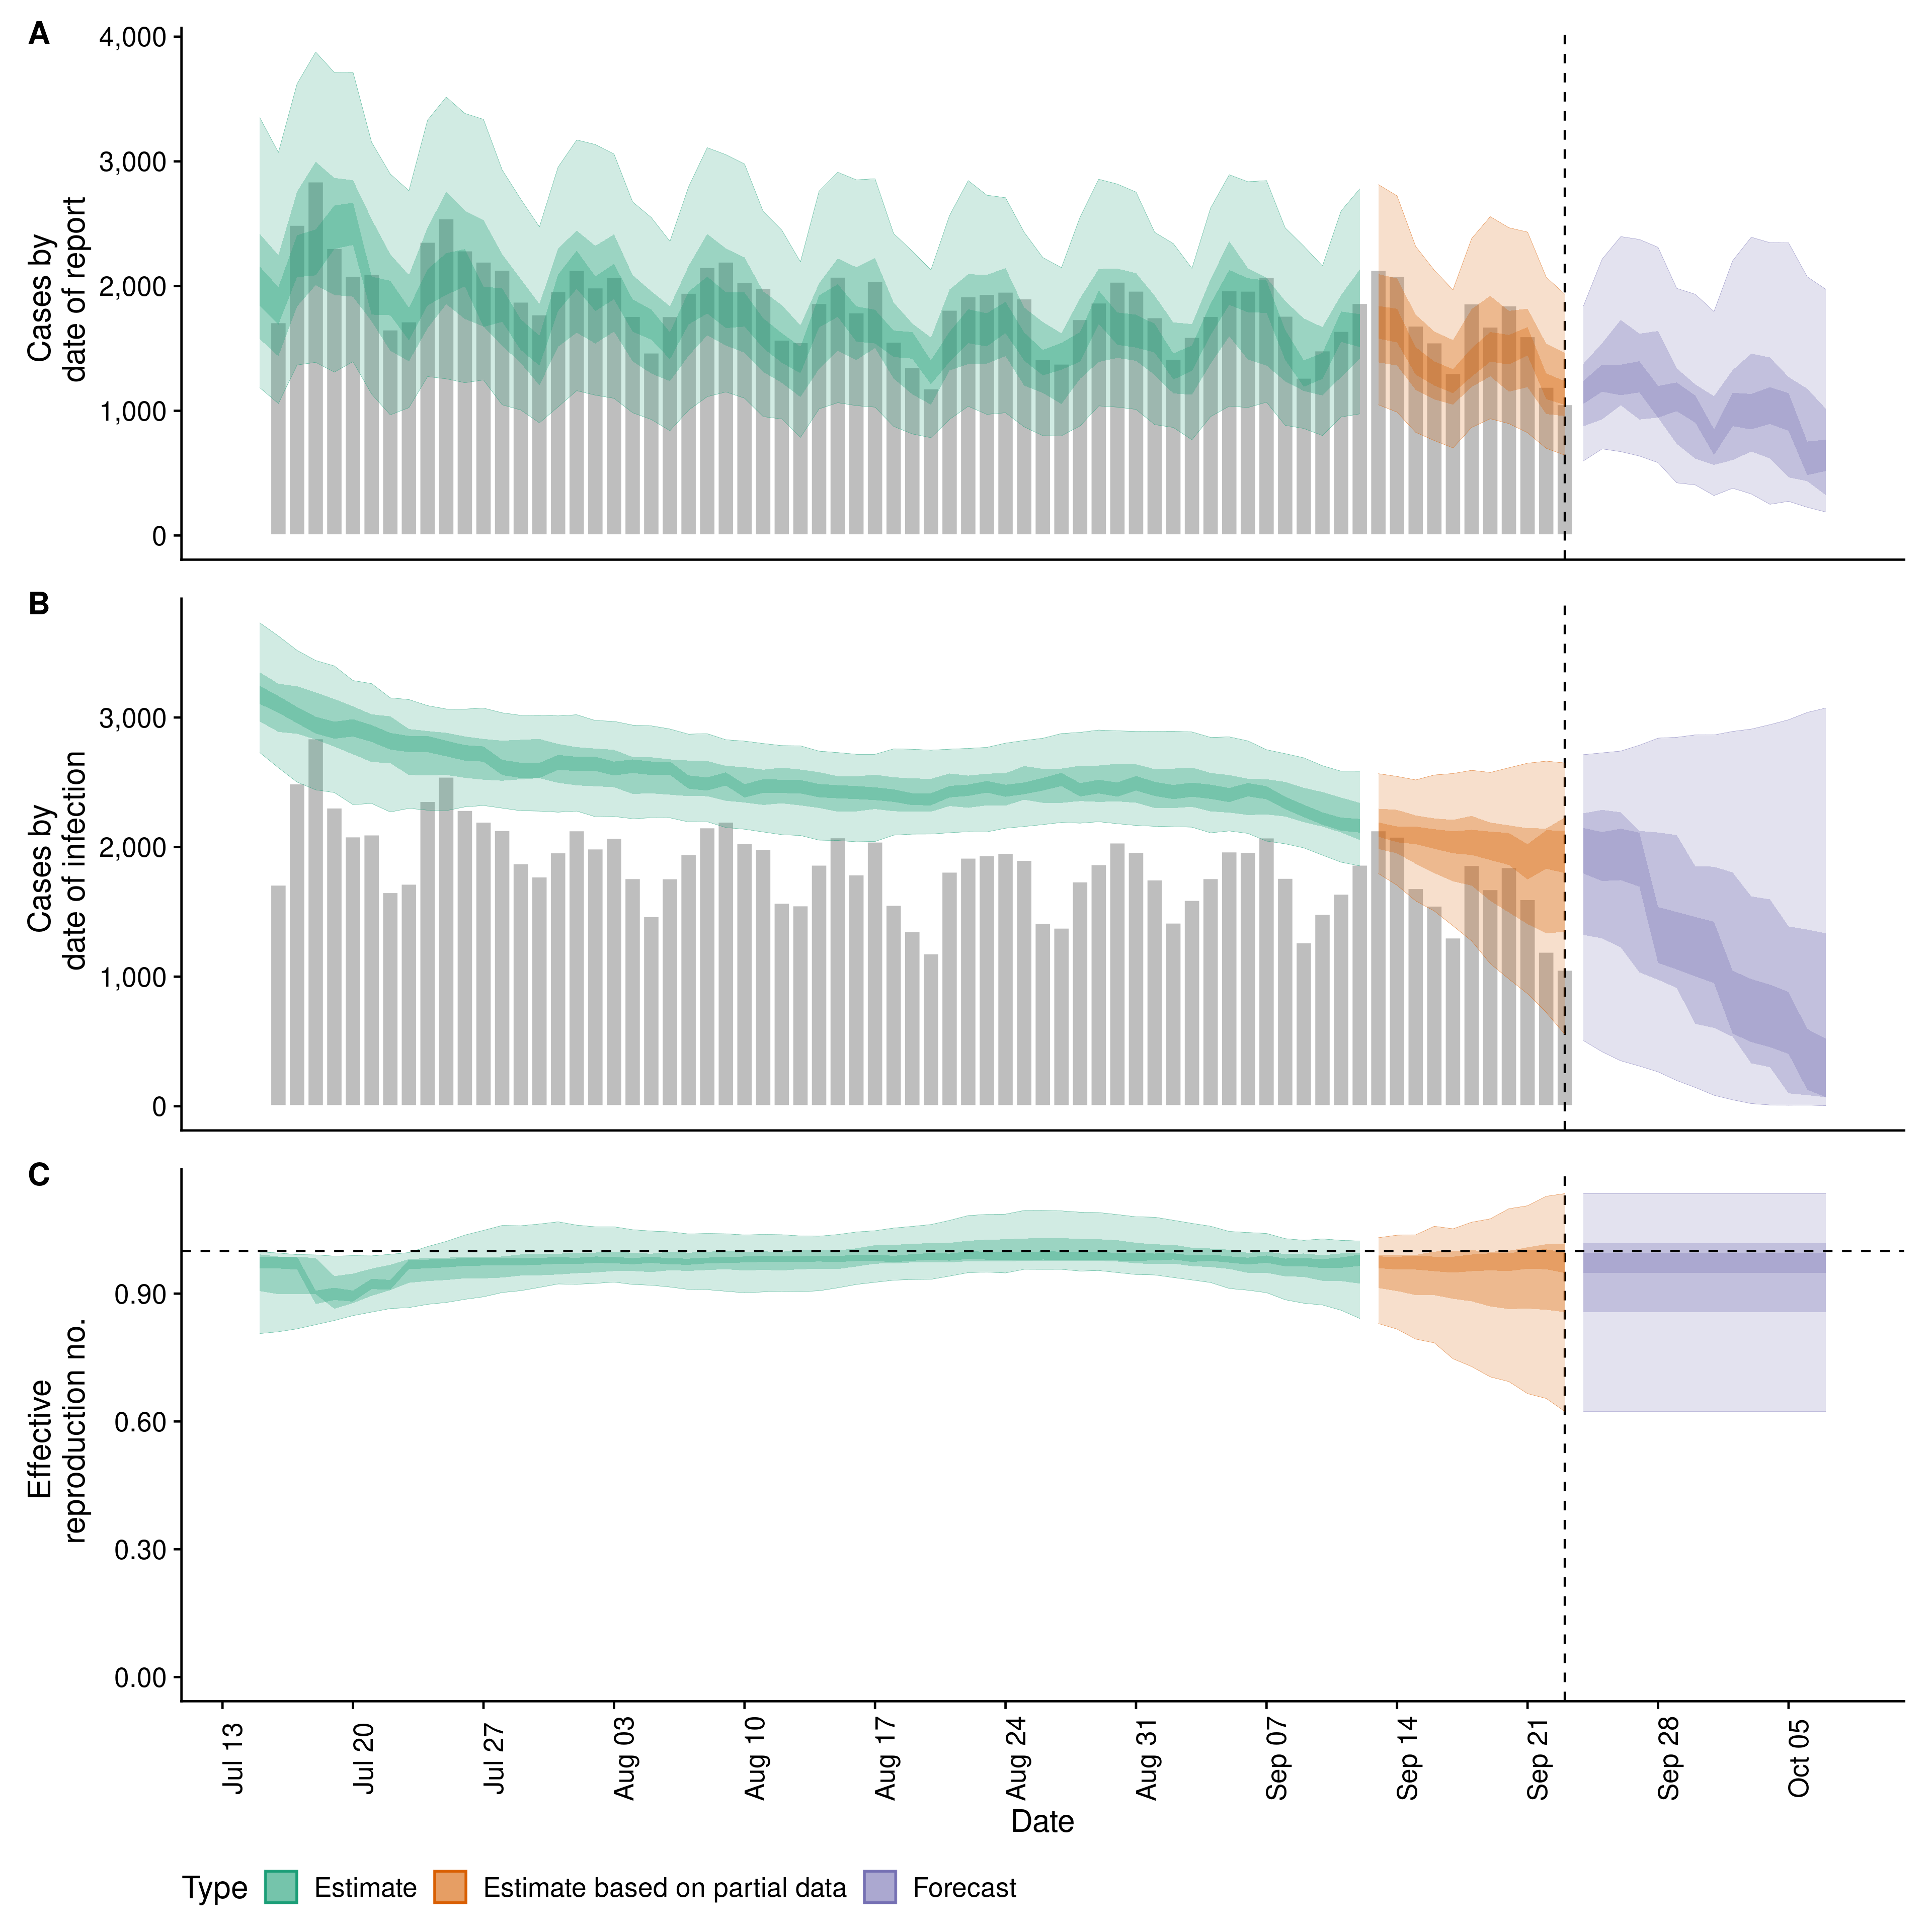 A
4,000
3,000
2,000
1,000
0
Cases by
date of report
B
3,000
2,000
1,000
0
Cases by
date of infection
C
0.90
0.60
0.30
0.00
Effective
reproduction no.
Jul 13
Jul 20
Jul 27
Aug 03
Aug 10
Aug 17
Aug 24
Aug 31
Sep 07
Sep 14
Sep 21
Sep 28
Oct 05
Date
Type Estimate Estimate based on partial data Forecast